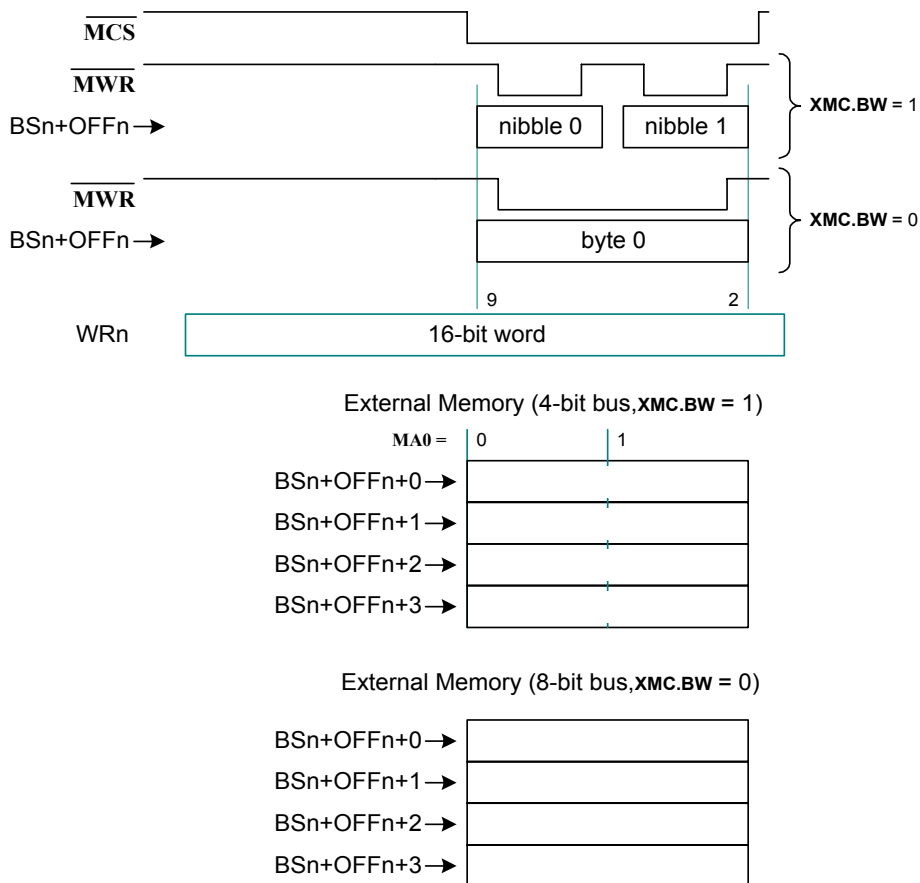 MCS
MWR
XMC.BW = 1
BSn+OFFn
nibble 0 nibble 1
MWR
XMC.BW = 0
BSn+OFFn
byte 0
9 2
WRn
16-bit word
External Memory (4-bit bus,XMC.BW = 1)
MA0 = 0 1
BSn+OFFn+0
BSn+OFFn+1
BSn+OFFn+2
BSn+OFFn+3
External Memory (8-bit bus,XMC.BW = 0)
BSn+OFFn+0
BSn+OFFn+1
BSn+OFFn+2
BSn+OFFn+3